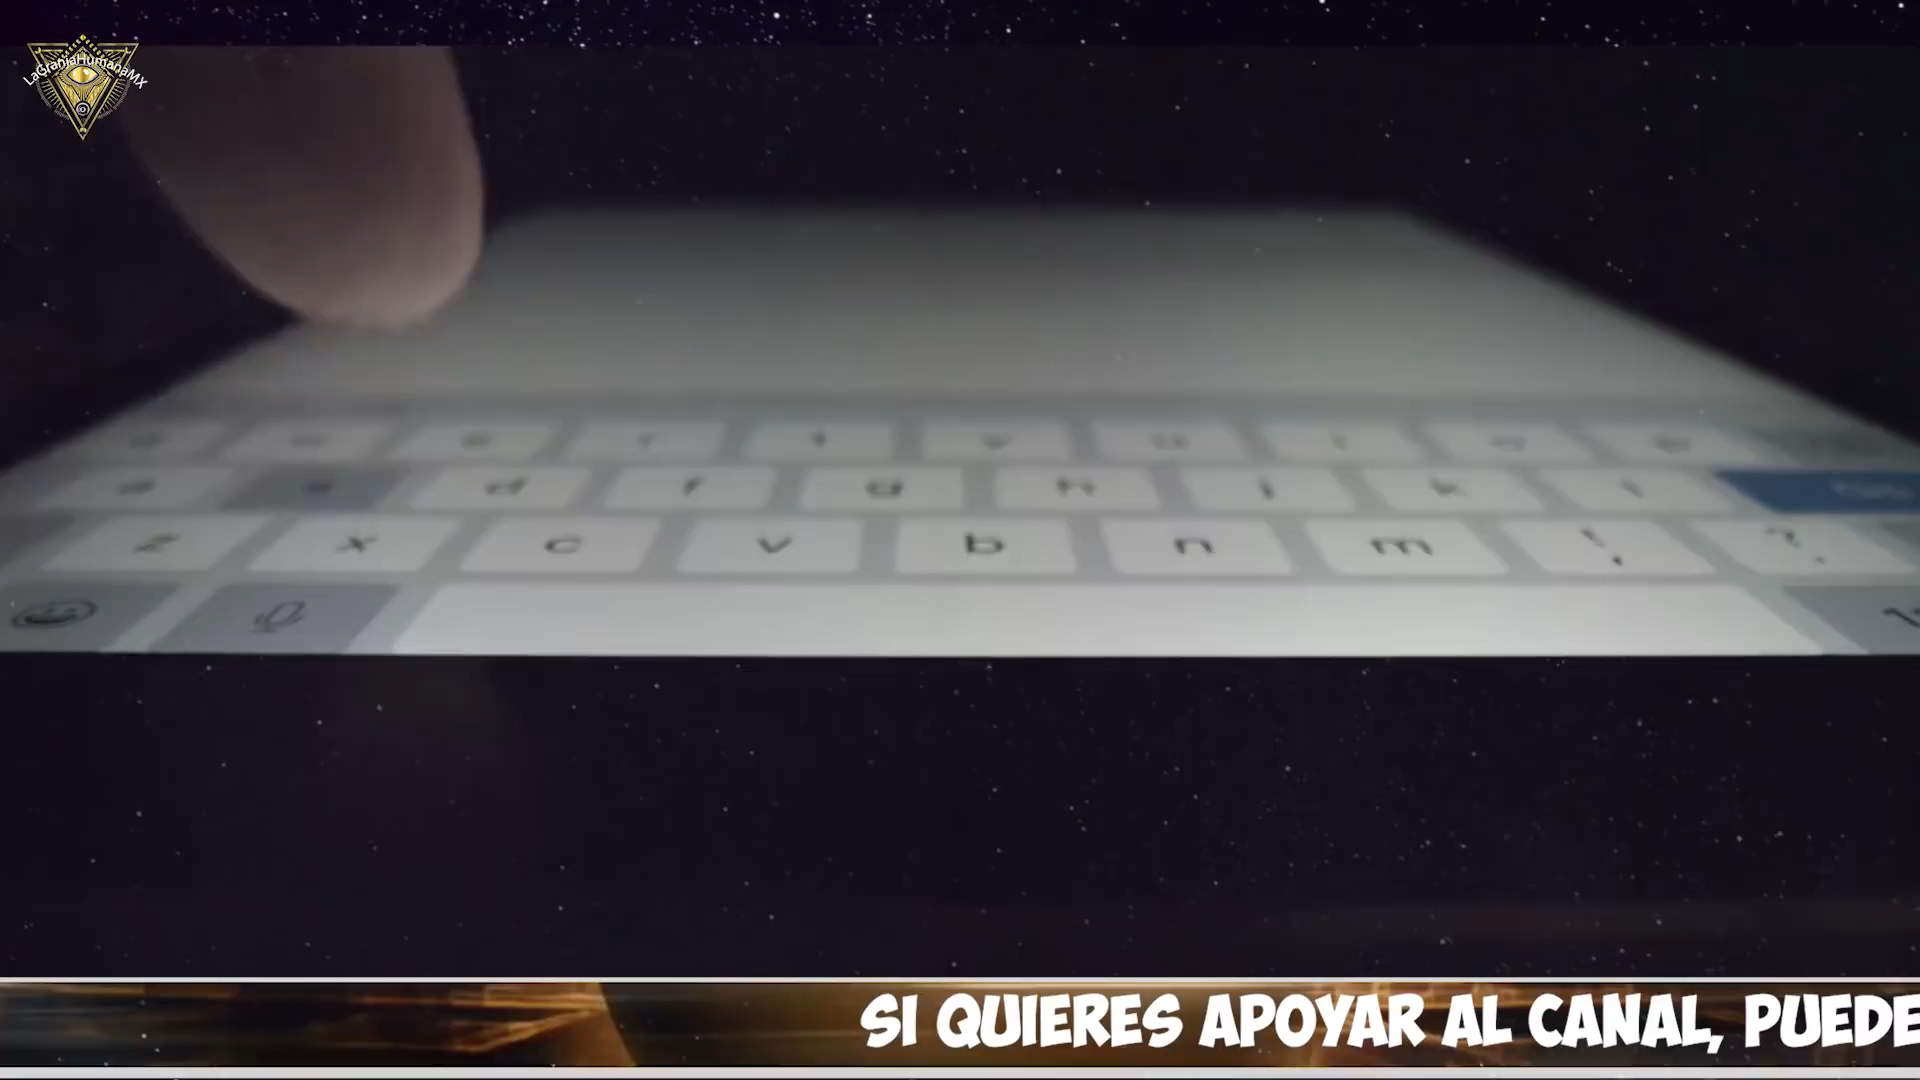 LaGranjaHumanaMX
a s d f g h j k l
z x c v b n m ! ?
SI QUIERES APOYAR AL CANAL, PUEDE